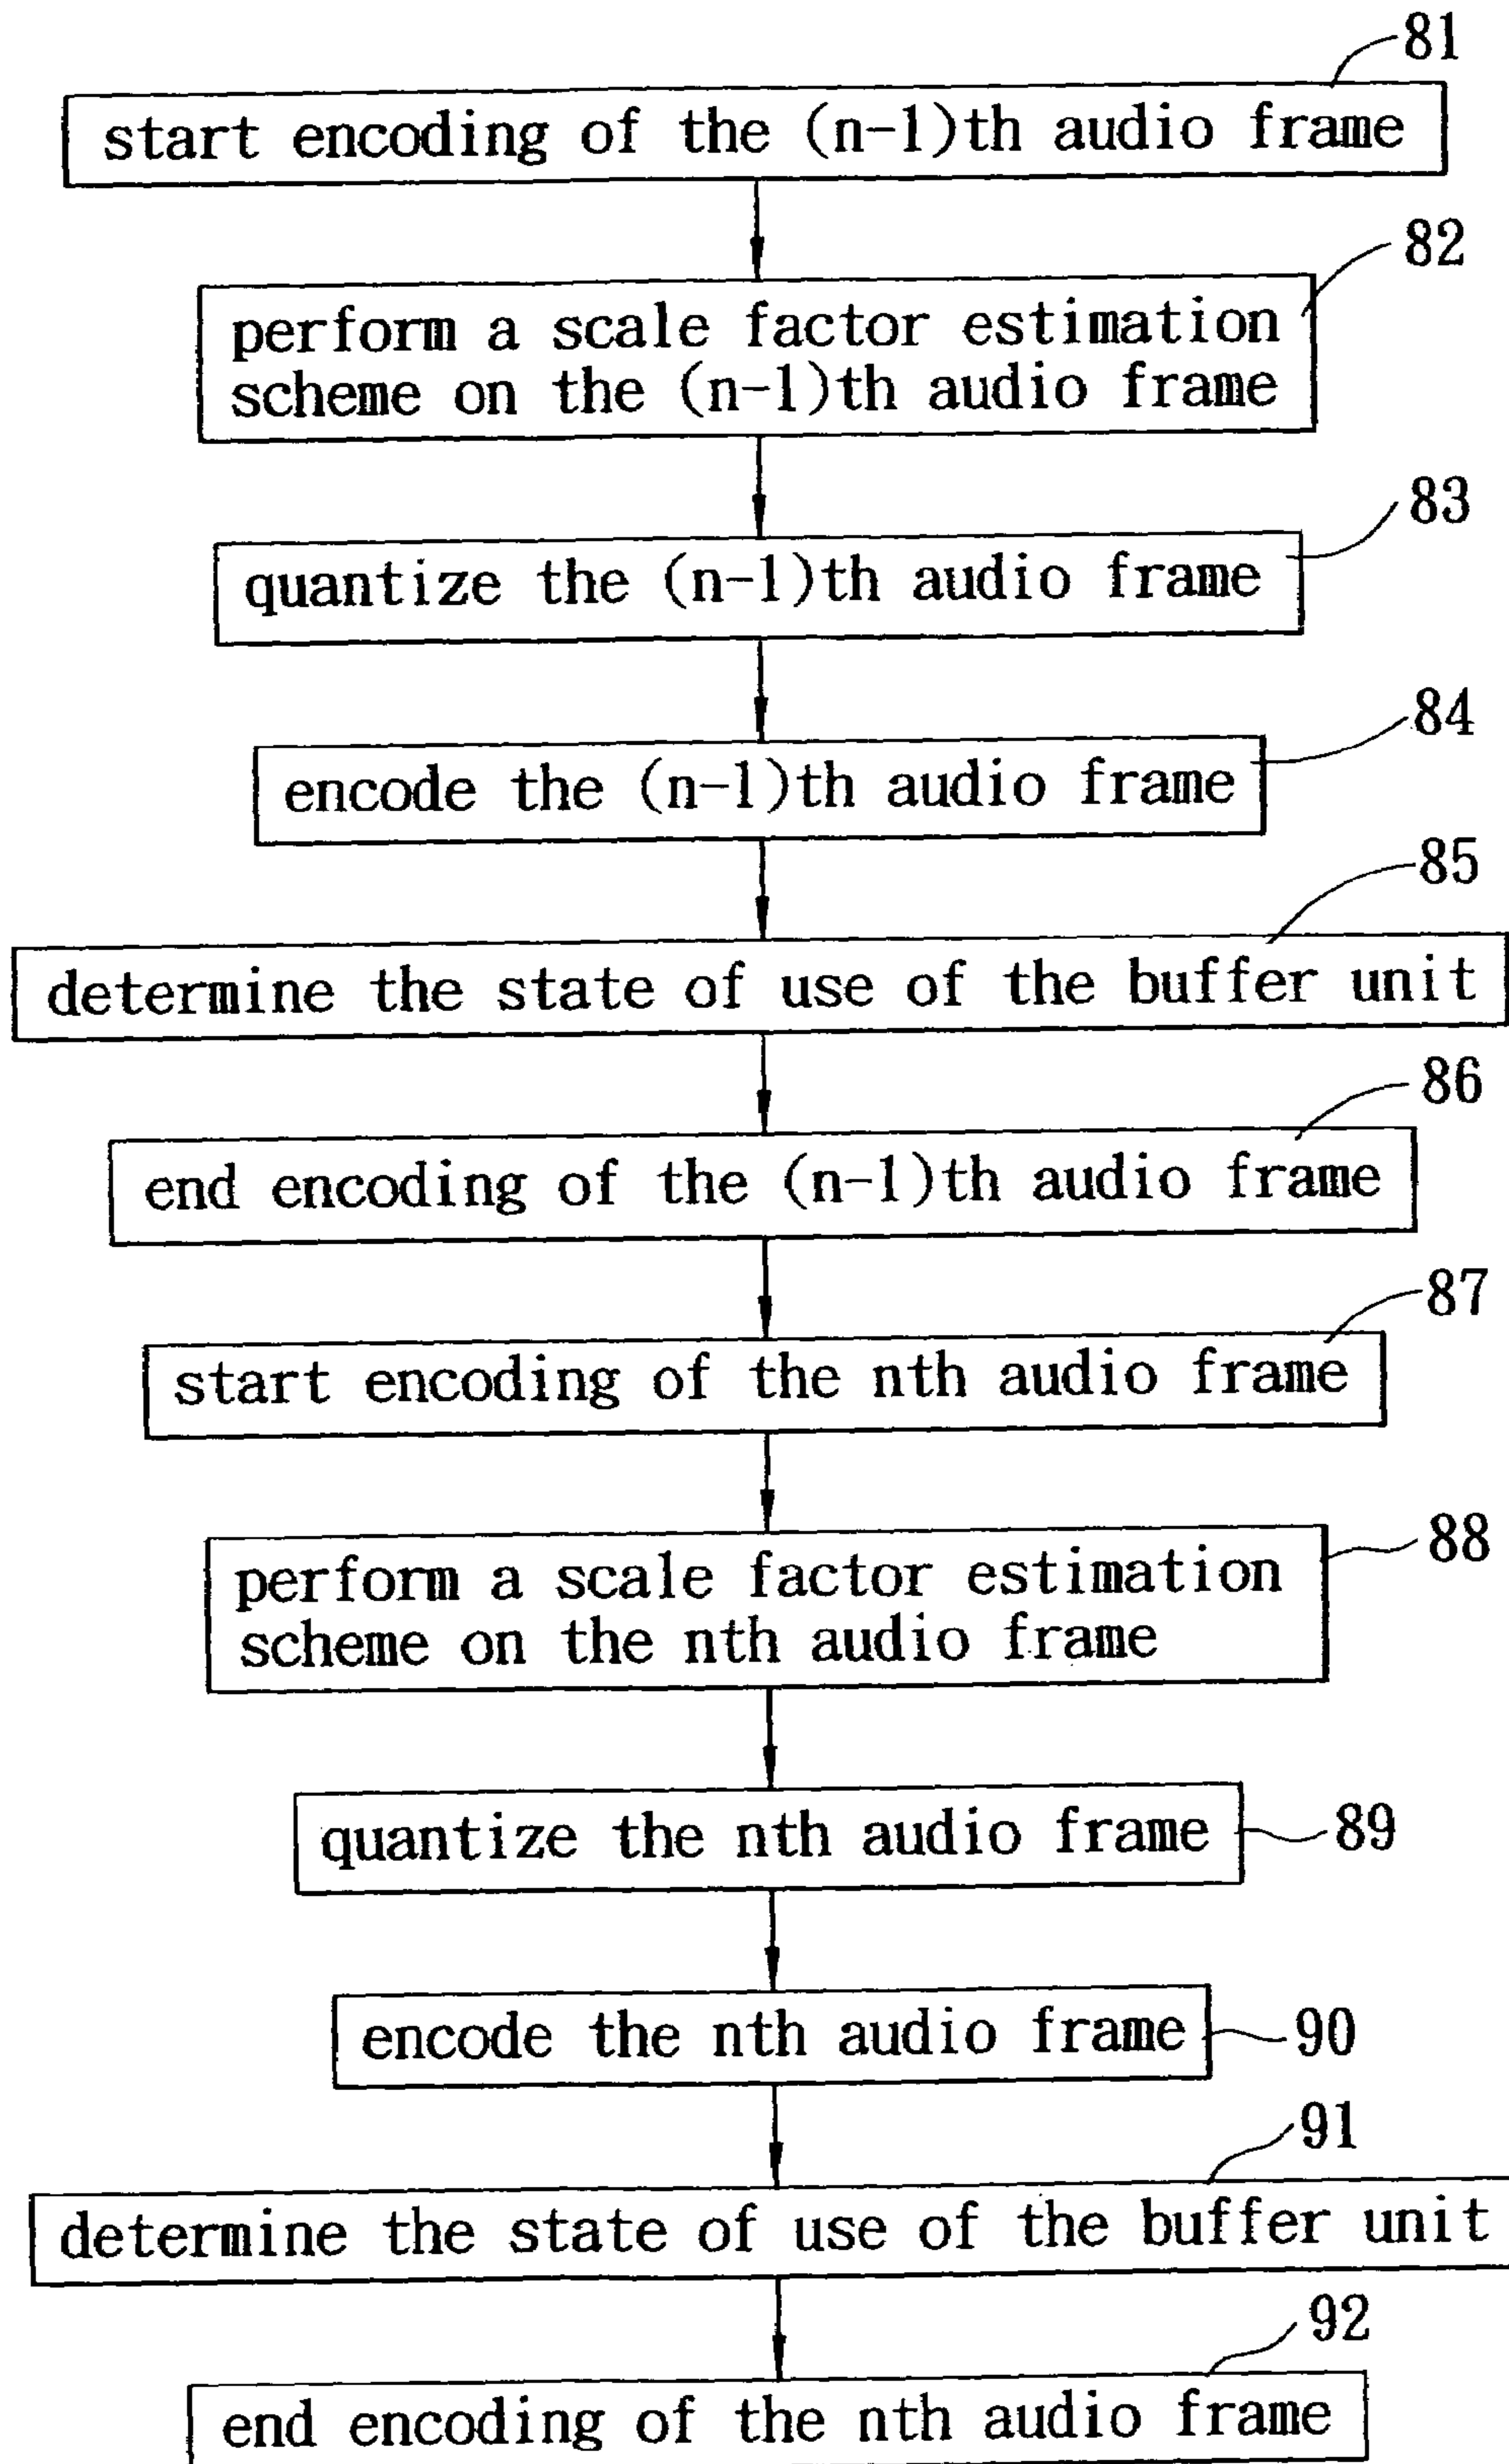 81
start encoding of the (n-1)th audio frame
82
perform a scale factor estimation
scheme on the (n-1)th audio frame
83
quantize the (n-1)th audio frame
84
encode the (n-1)th audio frame
85
determine the state of use of the buffer unit
86
end encoding of the (n-1)th audio frame
87
start encoding of the nth audio frame
88
perform a scale factor estimation
scheme on the nth audio frame
quantize the nth audio frame
89
encode the nth audio frame
90
91
determine the state of use of the buffer unit
92
end encoding of the nth audio frame